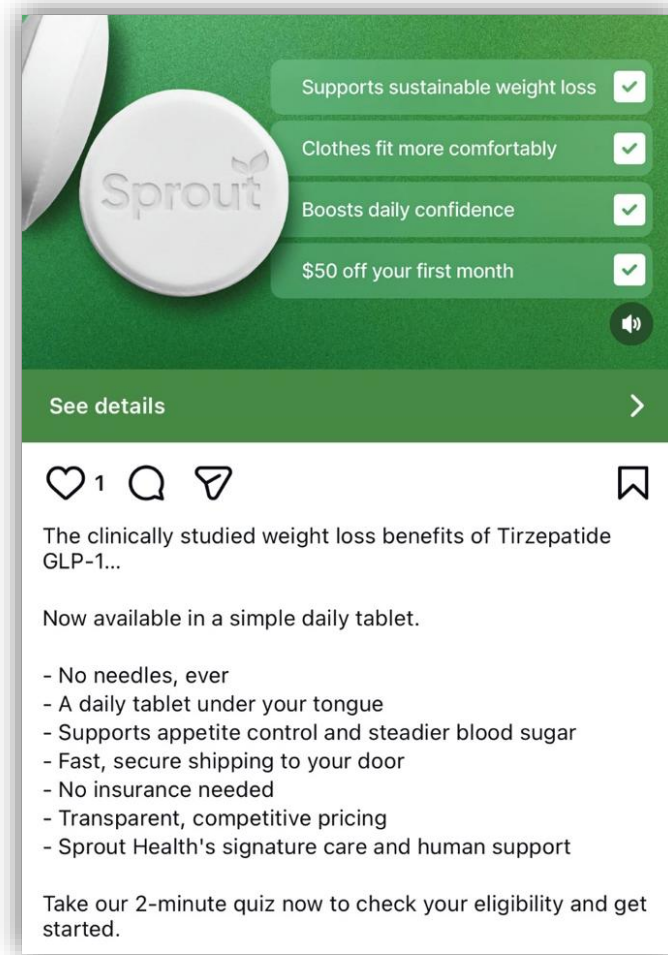 Supports sustainable weight loss
Clothes fit more comfortably
Sprout
Boosts daily confidence
$50 off your first month
See details
1
The clinically studied weight loss benefits of Tirzepatide
GLP-1...
Now available in a simple daily tablet.
- No needles, ever
- A daily tablet under your tongue
- Supports appetite control and steadier blood sugar
- Fast, secure shipping to your door
- No insurance needed
- Transparent, competitive pricing
- Sprout Health's signature care and human support
Take our 2-minute quiz now to check your eligibility and get
started.